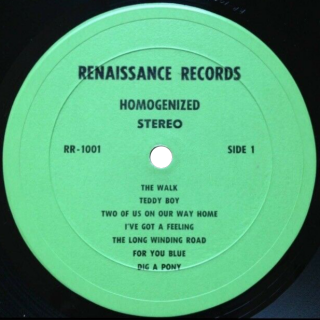 RENAISSANCE RECORDS
HOMOGENIZED
STEREO
RR-1001 SIDE 1
THE WALK
TEDDY BOY
TWO OF US ON OUR WAY HOME
I'VE GOT A FEELING
THE LONG WINDING ROAD
FOR YOU BLUE
DIG A PONY